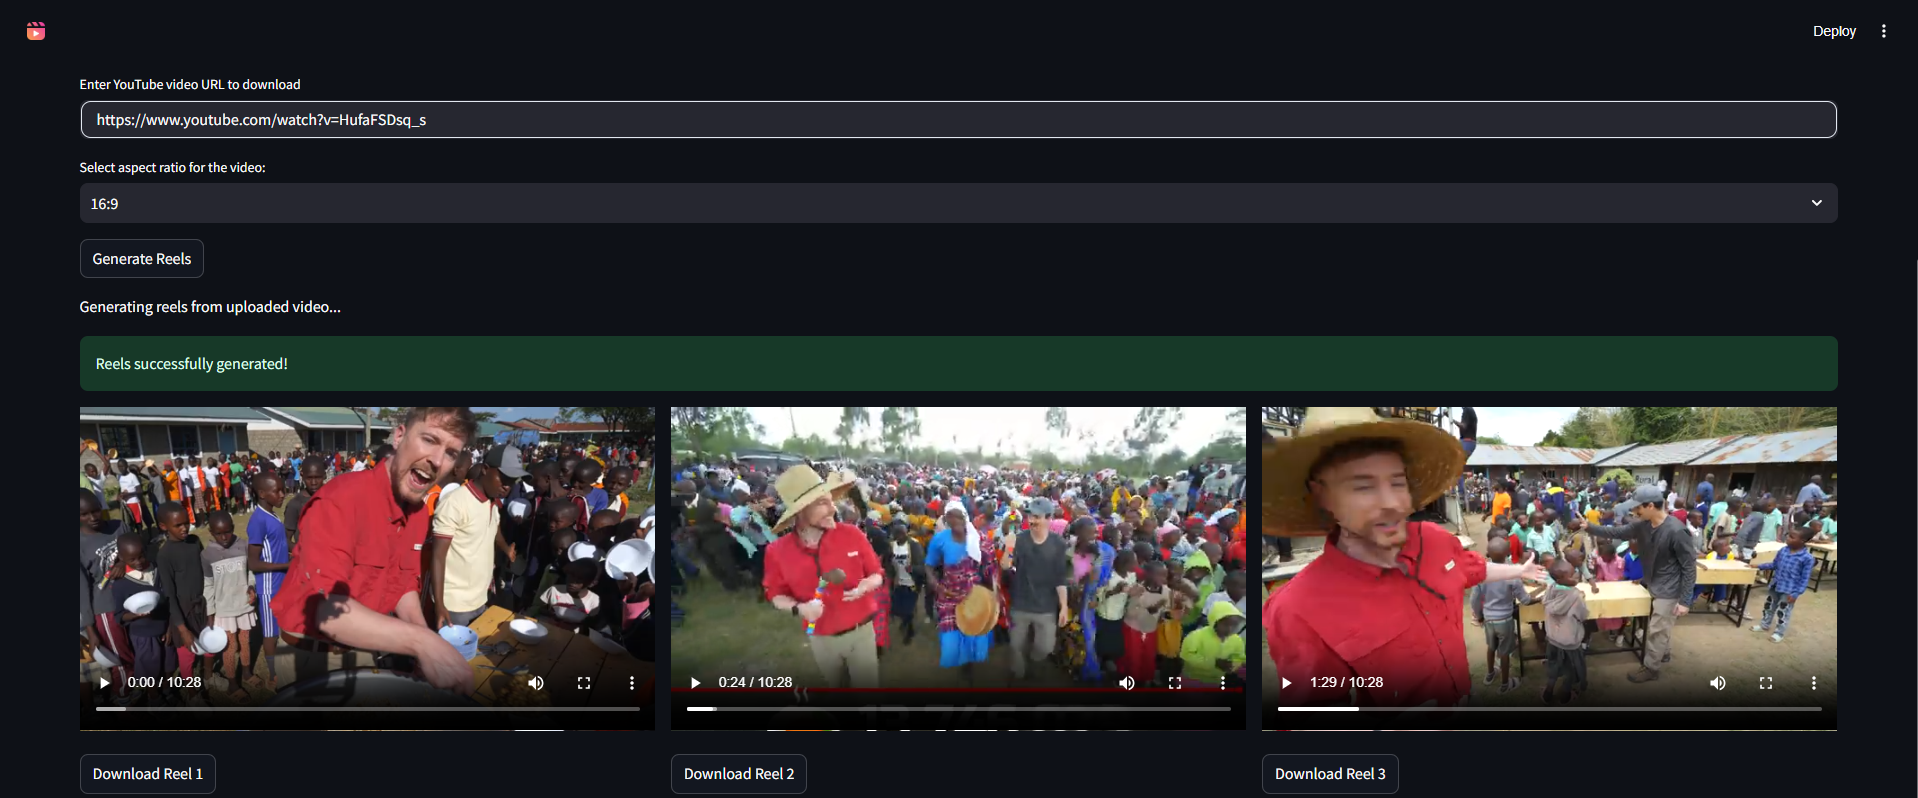 Deploy
Enter YouTube video URL to download
https://www.youtube.com/watch?v=HufaFSDsq_s
Select aspect ratio for the video:
16:9
Generate Reels
Generating reels from uploaded video...
Reels successfully generated!
0:00 / 10:28
0:24 / 10:28
1:29 / 10:28
Download Reel 1
Download Reel 2
Download Reel 3